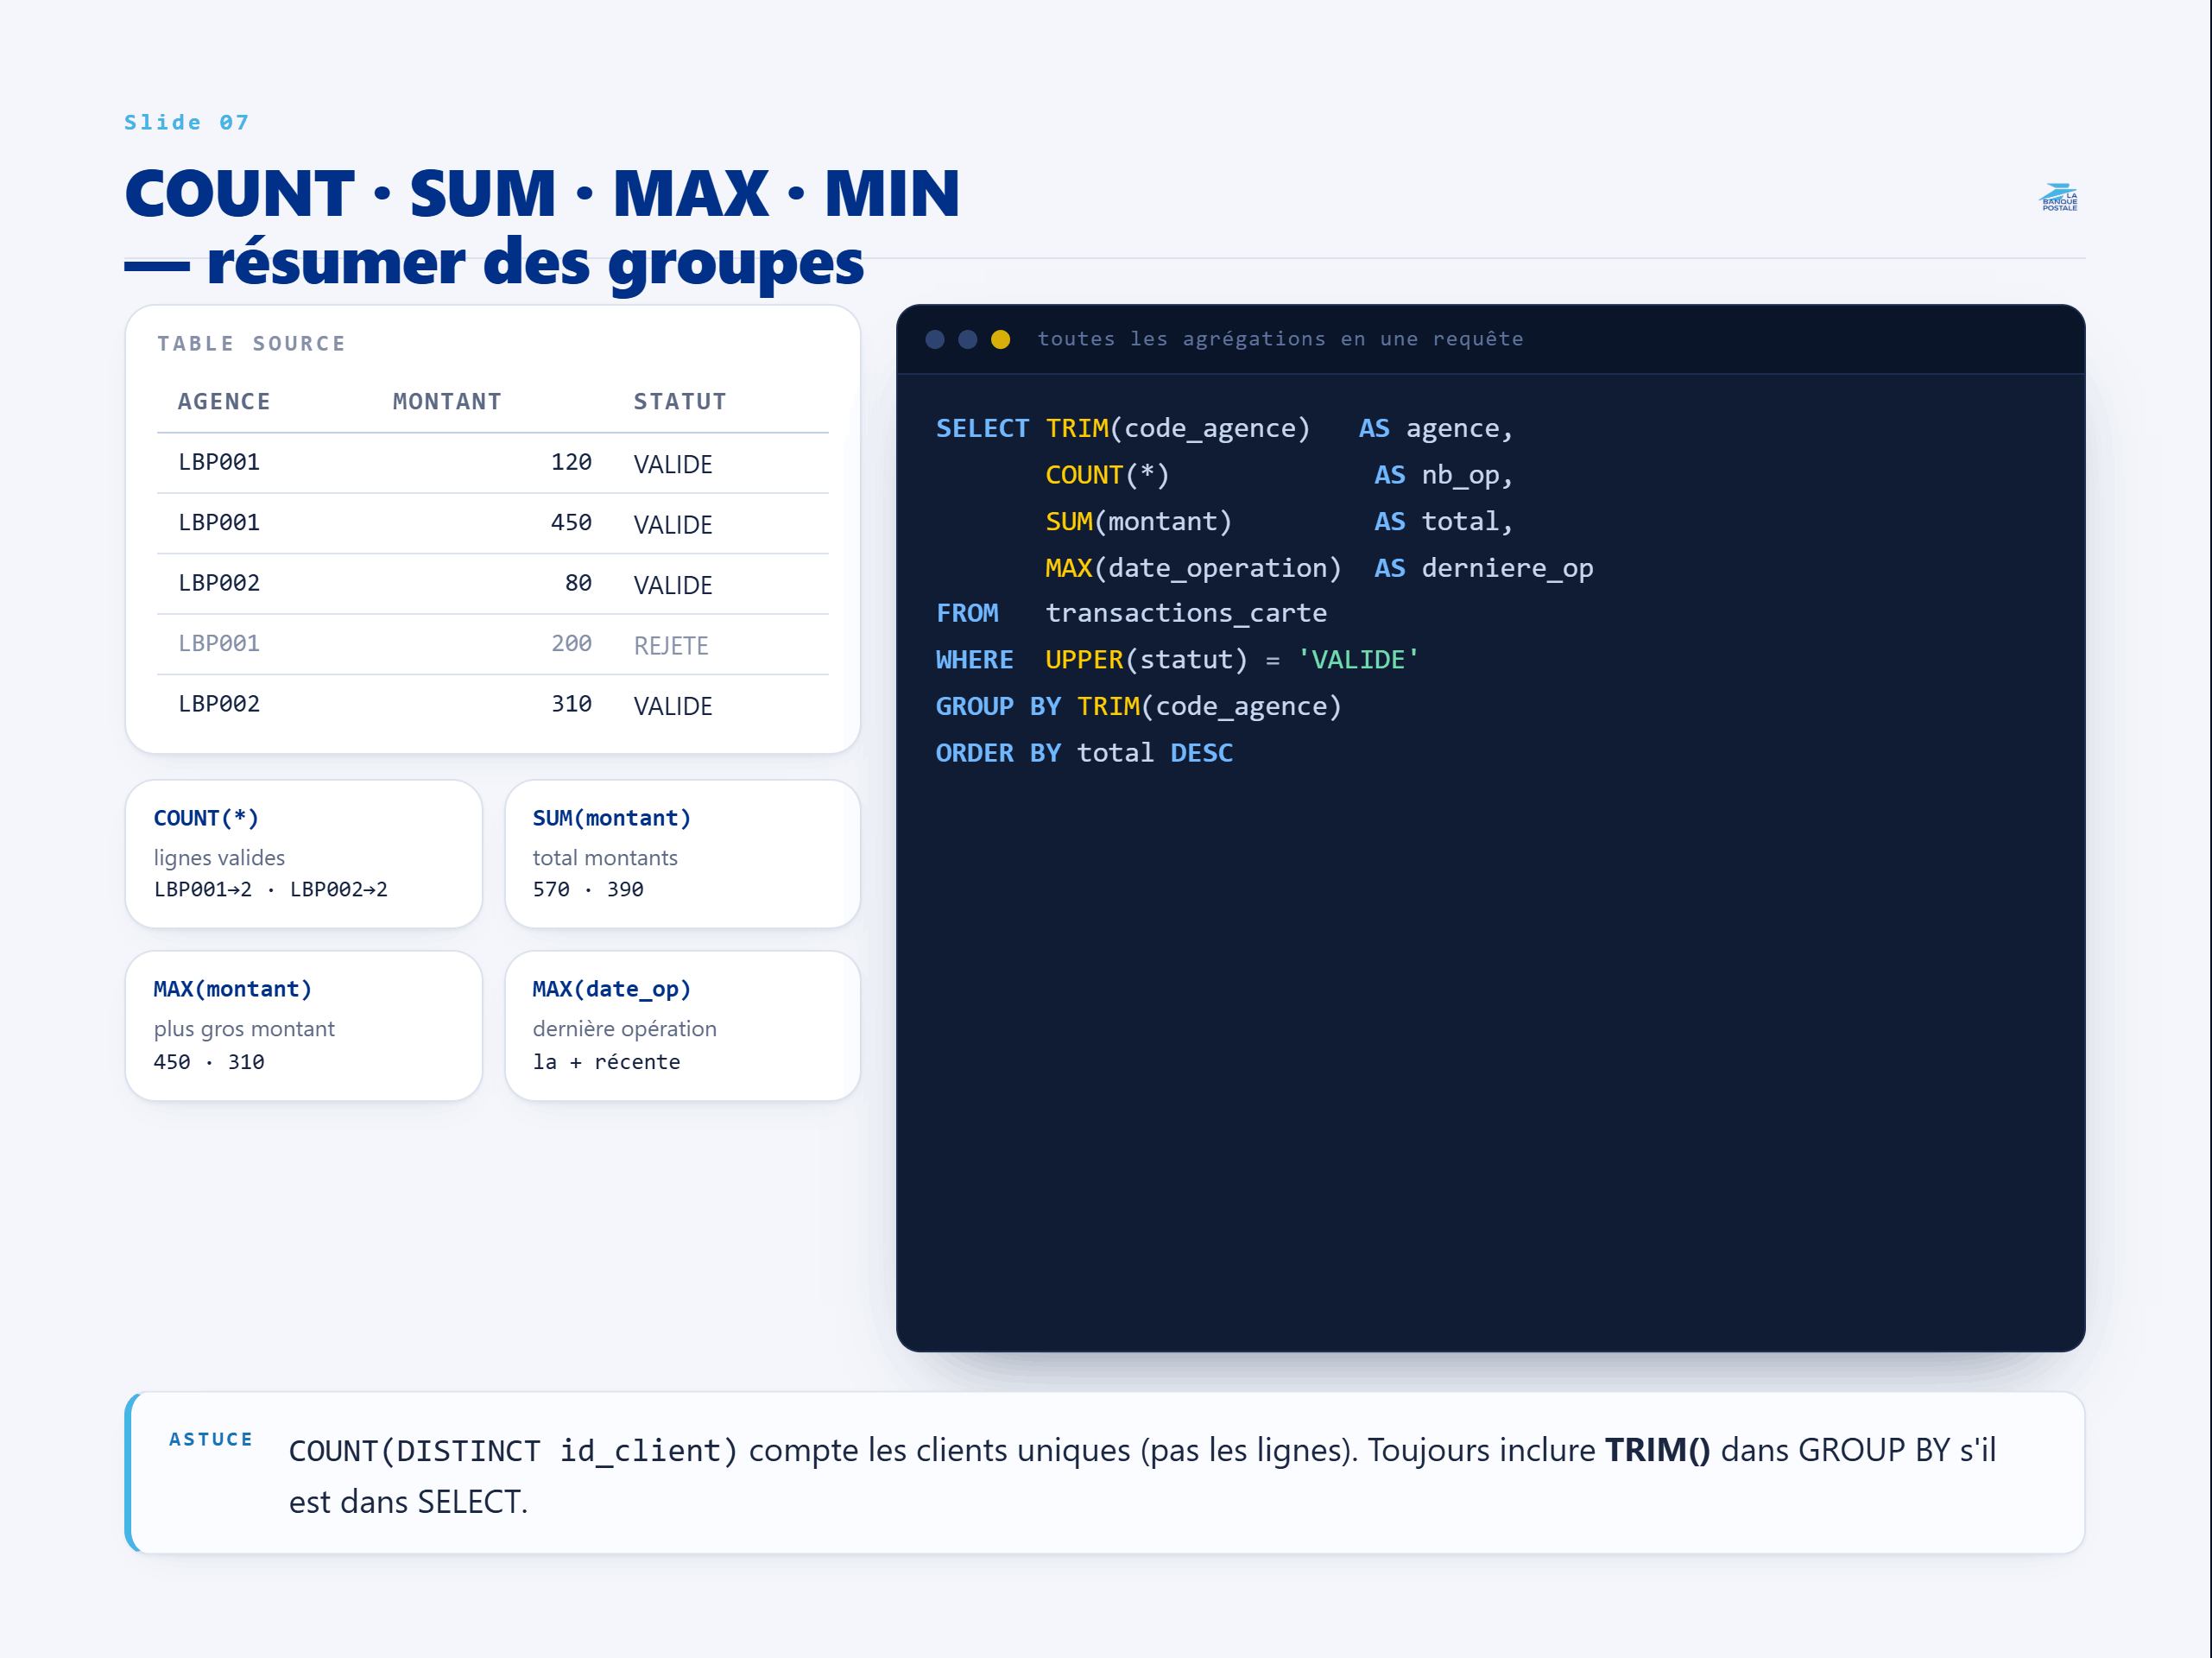 Slide 07
COUNT · SUM · MAX · MIN
— résumer des groupes
LA
BANQUE
POSTALE
TABLE SOURCE
AGENCE MONTANT STATUT
LBP001 120 VALIDE
LBP001 450 VALIDE
LBP002 80 VALIDE
LBP001 200 REJETE
LBP002 310 VALIDE
COUNT(*)
lignes valides
LBP001→2 · LBP002→2
SUM(montant)
total montants
570 · 390
MAX(montant)
plus gros montant
450 · 310
MAX(date_op)
dernière opération
la + récente
toutes les agrégations en une requête
SELECT TRIM(code_agence)   AS agence,
       COUNT(*)             AS nb_op,
       SUM(montant)         AS total,
       MAX(date_operation)  AS derniere_op
FROM   transactions_carte
WHERE  UPPER(statut) = 'VALIDE'
GROUP BY TRIM(code_agence)
ORDER BY total DESC
ASTUCE
COUNT(DISTINCT id_client) compte les clients uniques (pas les lignes). Toujours inclure TRIM() dans GROUP BY s'il
est dans SELECT.